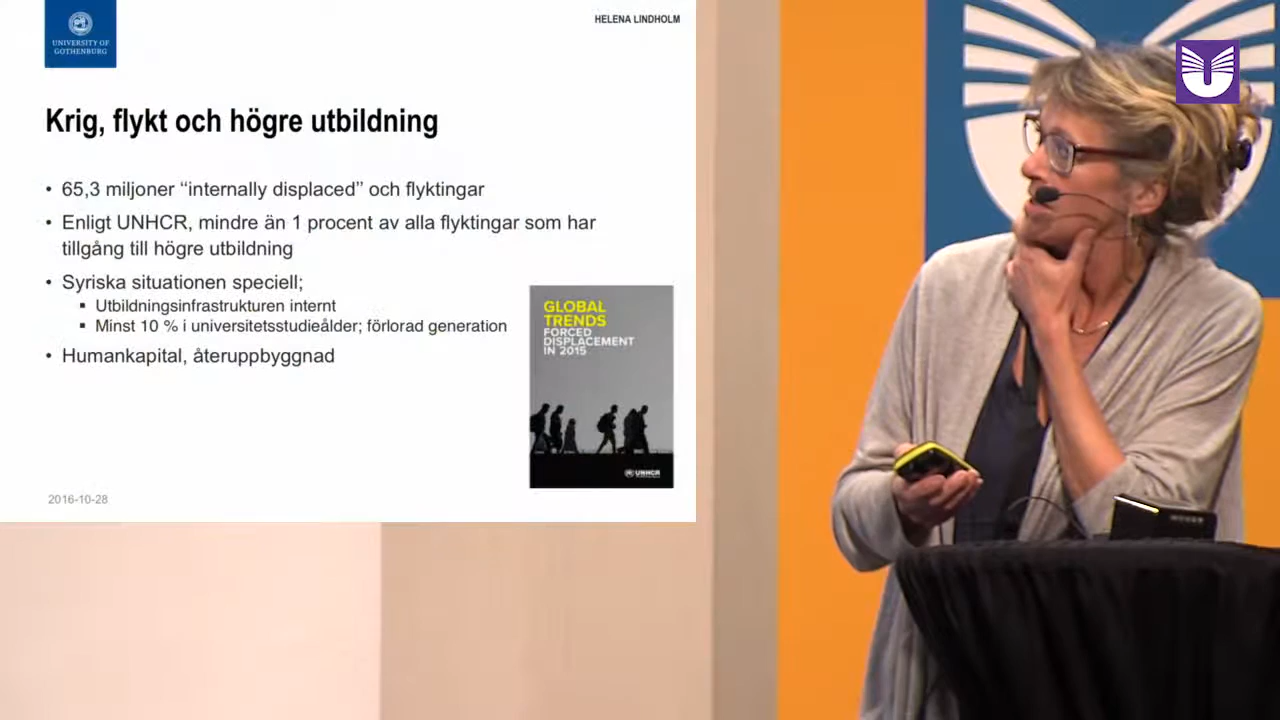 UNIVERSITY OF
GOTHENBURG
HELENA LINDHOLM
Krig, flykt och högre utbildning
• 65,3 miljoner “internally displaced” och flyktingar
• Enligt UNHCR, mindre än 1 procent av alla flyktingar som har
tillgång till högre utbildning
• Syriska situationen speciell;
▪ Utbildningsinfrastrukturen internt
▪ Minst 10 % i universitetsstudieålder; förlorad generation
• Humankapital, återuppbyggnad
GLOBAL
TRENDS
FORCED
DISPLACEMENT
IN 2015
UNHCR
2016-10-28